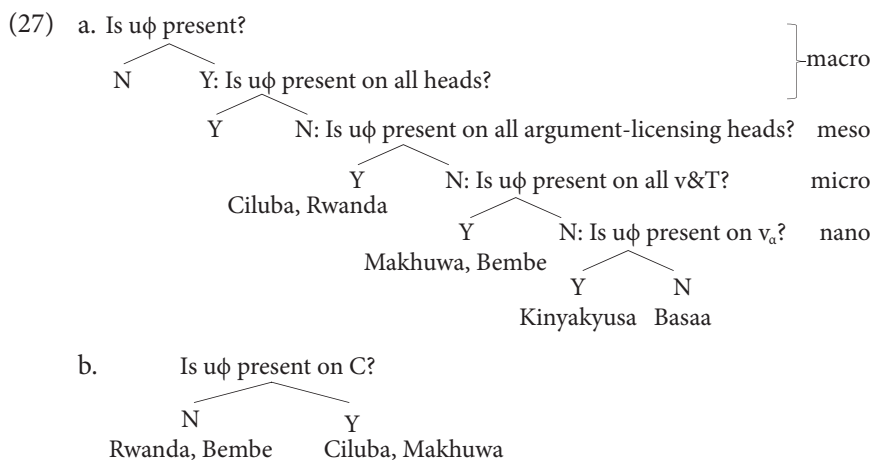 (27) a. Is uϕ present?
macro
N Y: Is uϕ present on all heads?
Y N: Is uϕ present on all argument-licensing heads? meso
Y N: Is uϕ present on all v&T? micro
Ciluba, Rwanda
Y N: Is uϕ present on vα? nano
Makhuwa, Bembe
Y N
Kinyakyusa Basaa
b. Is uϕ present on C?
N Y
Rwanda, Bembe Ciluba, Makhuwa